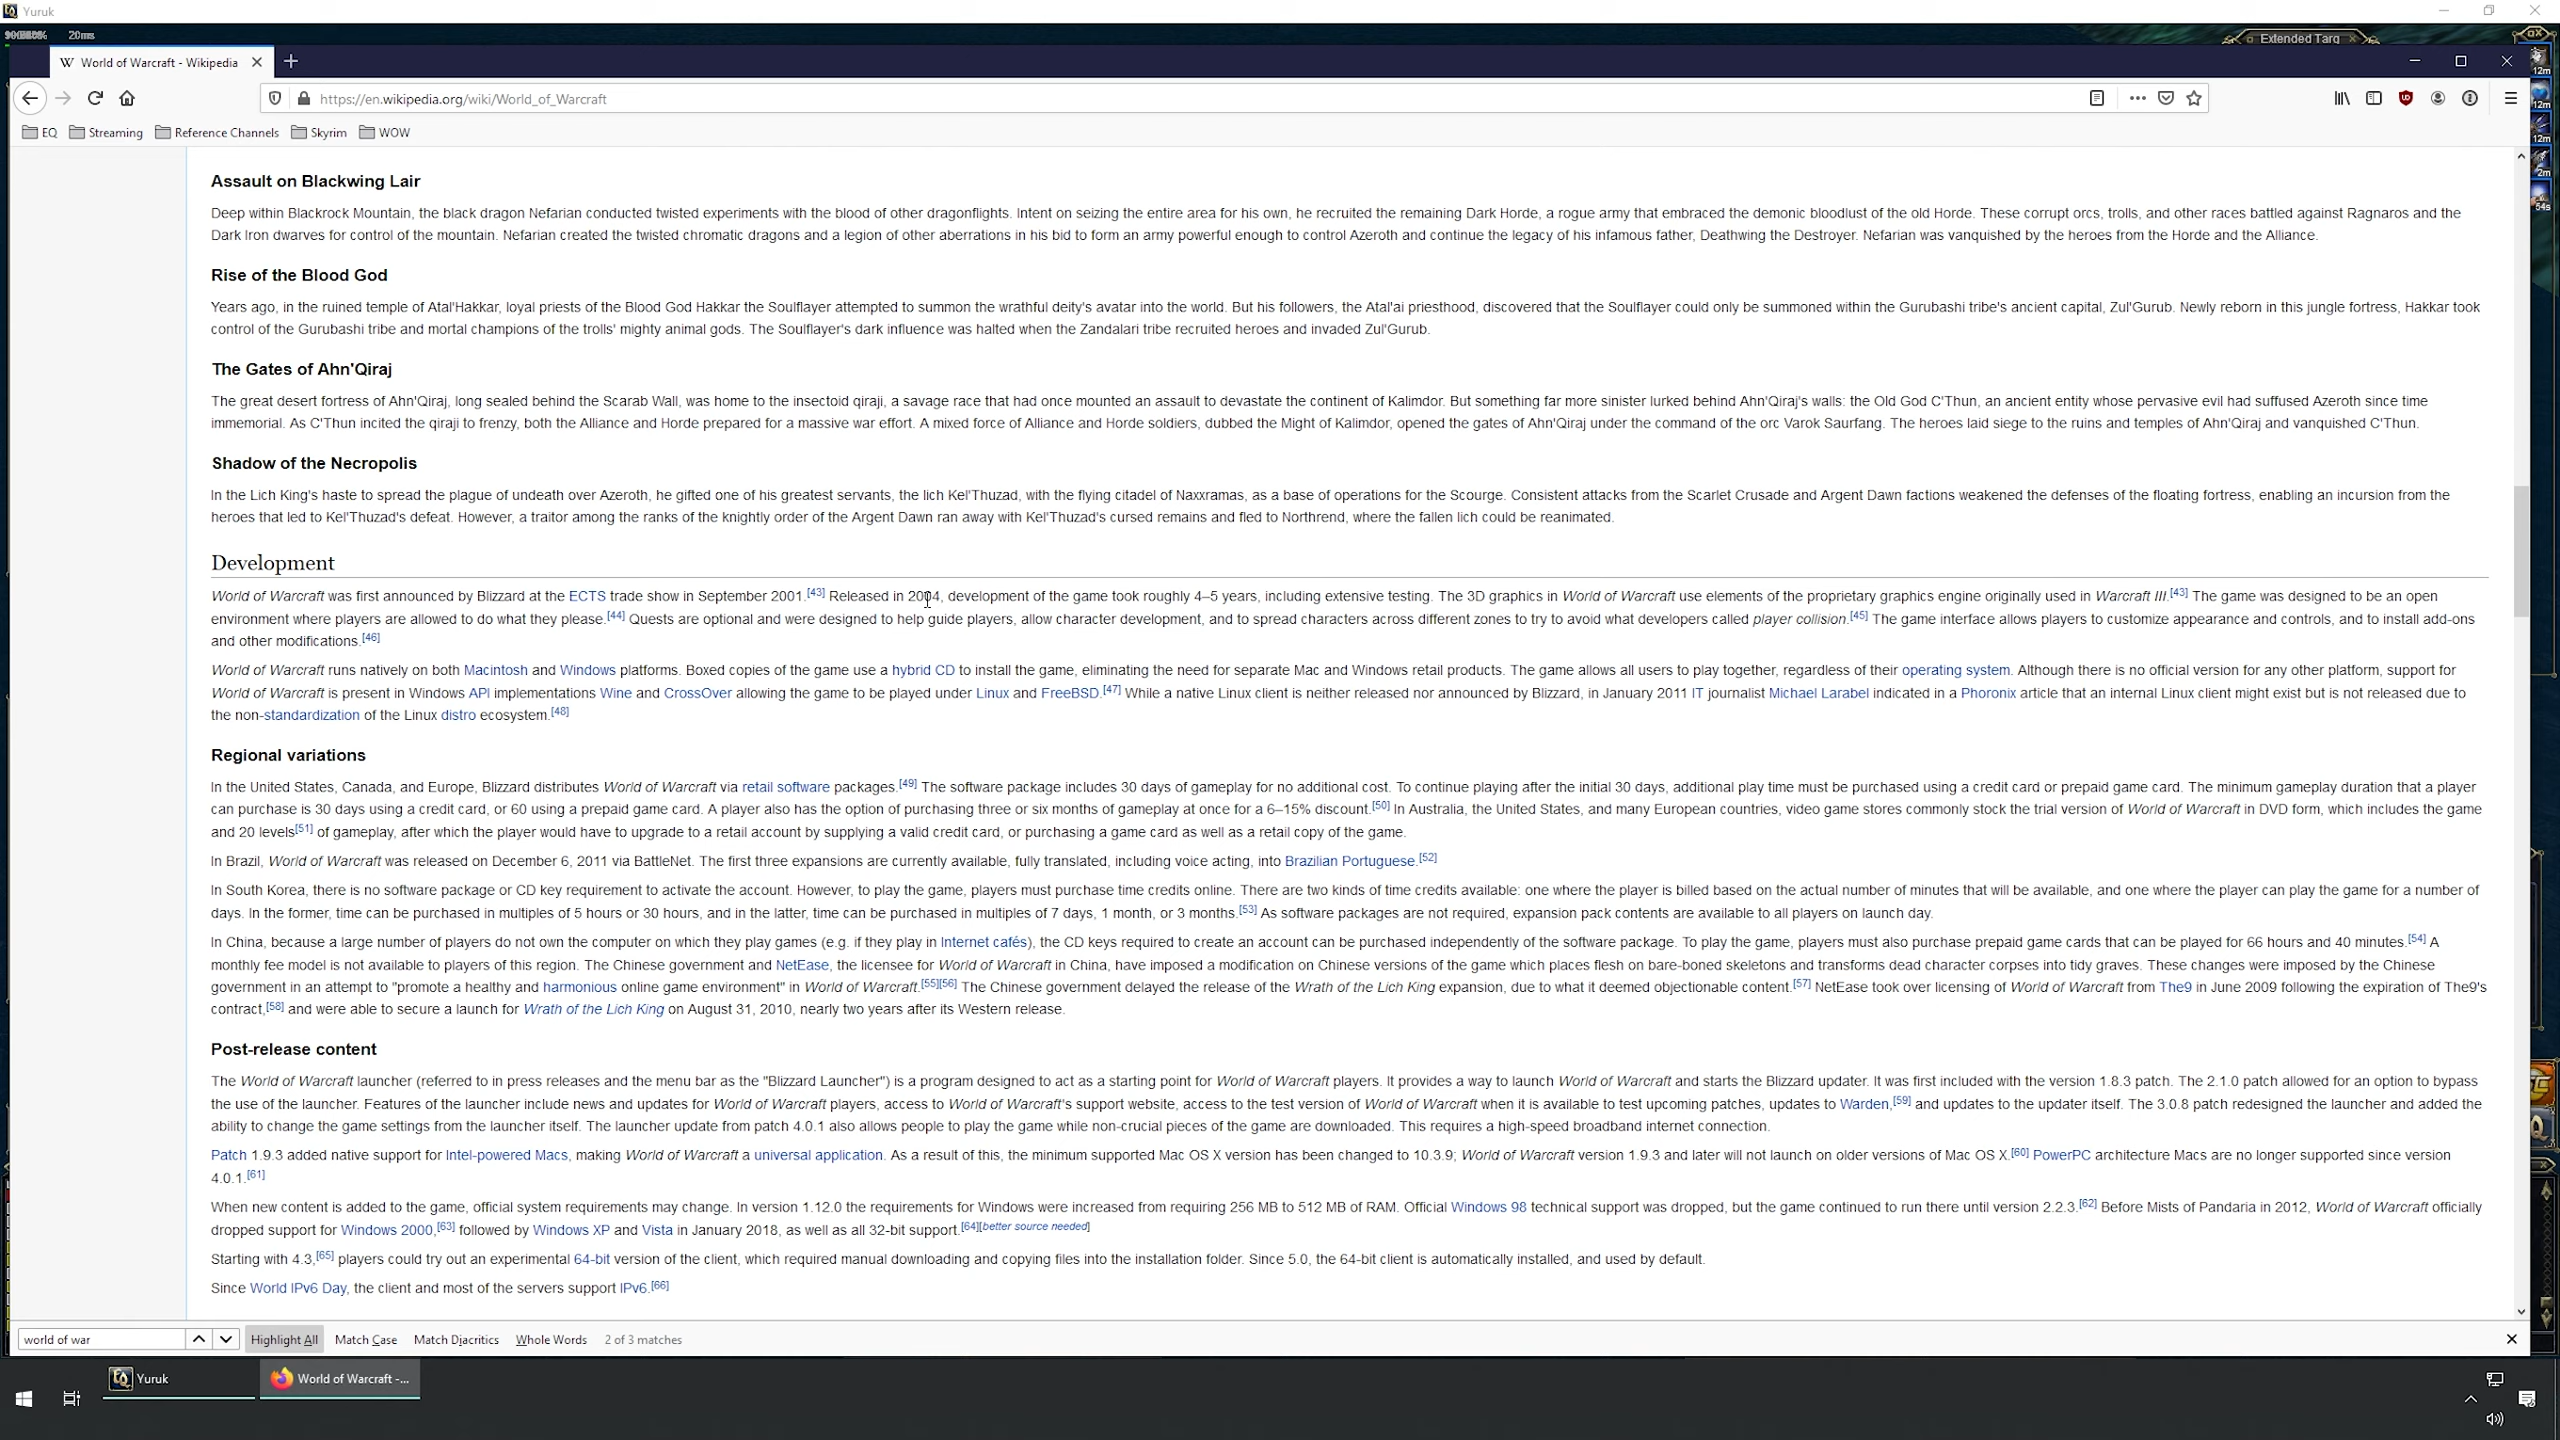 Yuruk
20ms
Extended Targ
World of Warcraft - Wikipedia
https://en.wikipedia.org/wiki/World_of_Warcraft
12m
12m
12m
2m
54s
EQ Streaming Reference Channels Skyrim WOW
Assault on Blackwing Lair
Deep within Blackrock Mountain, the black dragon Nefarian conducted twisted experiments with the blood of other dragonflights. Intent on seizing the entire area for his own, he recruited the remaining Dark Horde, a rogue army that embraced the demonic bloodlust of the old Horde. These corrupt orcs, trolls, and other races battled against Ragnaros and the
Dark Iron dwarves for control of the mountain. Nefarian created the twisted chromatic dragons and a legion of other aberrations in his bid to form an army powerful enough to control Azeroth and continue the legacy of his infamous father, Deathwing the Destroyer. Nefarian was vanquished by the heroes from the Horde and the Alliance.
Rise of the Blood God
Years ago, in the ruined temple of Atal'Hakkar, loyal priests of the Blood God Hakkar the Soulflayer attempted to summon the wrathful deity's avatar into the world. But his followers, the Atal'ai priesthood, discovered that the Soulflayer could only be summoned within the Gurubashi tribe's ancient capital, Zul'Gurub. Newly reborn in this jungle fortress, Hakkar took
control of the Gurubashi tribe and mortal champions of the trolls' mighty animal gods. The Soulflayer's dark influence was halted when the Zandalari tribe recruited heroes and invaded Zul'Gurub.
The Gates of Ahn'Qiraj
The great desert fortress of Ahn'Qiraj, long sealed behind the Scarab Wall, was home to the insectoid qiraji, a savage race that had once mounted an assault to devastate the continent of Kalimdor. But something far more sinister lurked behind Ahn'Qiraj's walls: the Old God C'Thun, an ancient entity whose pervasive evil had suffused Azeroth since time
immemorial. As C'Thun incited the qiraji to frenzy, both the Alliance and Horde prepared for a massive war effort. A mixed force of Alliance and Horde soldiers, dubbed the Might of Kalimdor, opened the gates of Ahn'Qiraj under the command of the orc Varok Saurfang. The heroes laid siege to the ruins and temples of Ahn'Qiraj and vanquished C'Thun.
Shadow of the Necropolis
In the Lich King's haste to spread the plague of undeath over Azeroth, he gifted one of his greatest servants, the lich Kel'Thuzad, with the flying citadel of Naxxramas, as a base of operations for the Scourge. Consistent attacks from the Scarlet Crusade and Argent Dawn factions weakened the defenses of the floating fortress, enabling an incursion from the
heroes that led to Kel'Thuzad's defeat. However, a traitor among the ranks of the knightly order of the Argent Dawn ran away with Kel'Thuzad's cursed remains and fled to Northrend, where the fallen lich could be reanimated.
Development
World of Warcraft was first announced by Blizzard at the ECTS trade show in September 2001.[43] Released in 2004, development of the game took roughly 4–5 years, including extensive testing. The 3D graphics in World of Warcraft use elements of the proprietary graphics engine originally used in Warcraft III.[43] The game was designed to be an open
environment where players are allowed to do what they please.[44] Quests are optional and were designed to help guide players, allow character development, and to spread characters across different zones to try to avoid what developers called player collision.[45] The game interface allows players to customize appearance and controls, and to install add-ons
and other modifications.[46]
World of Warcraft runs natively on both Macintosh and Windows platforms. Boxed copies of the game use a hybrid CD to install the game, eliminating the need for separate Mac and Windows retail products. The game allows all users to play together, regardless of their operating system. Although there is no official version for any other platform, support for
World of Warcraft is present in Windows API implementations Wine and CrossOver allowing the game to be played under Linux and FreeBSD.[47] While a native Linux client is neither released nor announced by Blizzard, in January 2011 IT journalist Michael Larabel indicated in a Phoronix article that an internal Linux client might exist but is not released due to
the non-standardization of the Linux distro ecosystem.[48]
Regional variations
In the United States, Canada, and Europe, Blizzard distributes World of Warcraft via retail software packages.[49] The software package includes 30 days of gameplay for no additional cost. To continue playing after the initial 30 days, additional play time must be purchased using a credit card or prepaid game card. The minimum gameplay duration that a player
can purchase is 30 days using a credit card, or 60 using a prepaid game card. A player also has the option of purchasing three or six months of gameplay at once for a 6–15% discount.[50] In Australia, the United States, and many European countries, video game stores commonly stock the trial version of World of Warcraft in DVD form, which includes the game
and 20 levels[51] of gameplay, after which the player would have to upgrade to a retail account by supplying a valid credit card, or purchasing a game card as well as a retail copy of the game.
In Brazil, World of Warcraft was released on December 6, 2011 via BattleNet. The first three expansions are currently available, fully translated, including voice acting, into Brazilian Portuguese.[52]
In South Korea, there is no software package or CD key requirement to activate the account. However, to play the game, players must purchase time credits online. There are two kinds of time credits available: one where the player is billed based on the actual number of minutes that will be available, and one where the player can play the game for a number of
days. In the former, time can be purchased in multiples of 5 hours or 30 hours, and in the latter, time can be purchased in multiples of 7 days, 1 month, or 3 months.[53] As software packages are not required, expansion pack contents are available to all players on launch day.
In China, because a large number of players do not own the computer on which they play games (e.g. if they play in Internet cafés), the CD keys required to create an account can be purchased independently of the software package. To play the game, players must also purchase prepaid game cards that can be played for 66 hours and 40 minutes.[54] A
monthly fee model is not available to players of this region. The Chinese government and NetEase, the licensee for World of Warcraft in China, have imposed a modification on Chinese versions of the game which places flesh on bare-boned skeletons and transforms dead character corpses into tidy graves. These changes were imposed by the Chinese
government in an attempt to "promote a healthy and harmonious online game environment" in World of Warcraft.[55][56] The Chinese government delayed the release of the Wrath of the Lich King expansion, due to what it deemed objectionable content.[57] NetEase took over licensing of World of Warcraft from The9 in June 2009 following the expiration of The9's
contract,[58] and were able to secure a launch for Wrath of the Lich King on August 31, 2010, nearly two years after its Western release.
Post-release content
The World of Warcraft launcher (referred to in press releases and the menu bar as the "Blizzard Launcher") is a program designed to act as a starting point for World of Warcraft players. It provides a way to launch World of Warcraft and starts the Blizzard updater. It was first included with the version 1.8.3 patch. The 2.1.0 patch allowed for an option to bypass
the use of the launcher. Features of the launcher include news and updates for World of Warcraft players, access to World of Warcraft's support website, access to the test version of World of Warcraft when it is available to test upcoming patches, updates to Warden,[59] and updates to the updater itself. The 3.0.8 patch redesigned the launcher and added the
ability to change the game settings from the launcher itself. The launcher update from patch 4.0.1 also allows people to play the game while non-crucial pieces of the game are downloaded. This requires a high-speed broadband internet connection.
Patch 1.9.3 added native support for Intel-powered Macs, making World of Warcraft a universal application. As a result of this, the minimum supported Mac OS X version has been changed to 10.3.9; World of Warcraft version 1.9.3 and later will not launch on older versions of Mac OS X.[60] PowerPC architecture Macs are no longer supported since version
4.0.1.[61]
When new content is added to the game, official system requirements may change. In version 1.12.0 the requirements for Windows were increased from requiring 256 MB to 512 MB of RAM. Official Windows 98 technical support was dropped, but the game continued to run there until version 2.2.3.[62] Before Mists of Pandaria in 2012, World of Warcraft officially
dropped support for Windows 2000,[63] followed by Windows XP and Vista in January 2018, as well as all 32-bit support.[64][better source needed]
Starting with 4.3,[65] players could try out an experimental 64-bit version of the client, which required manual downloading and copying files into the installation folder. Since 5.0, the 64-bit client is automatically installed, and used by default.
Since World IPv6 Day, the client and most of the servers support IPv6.[66]
world of war Highlight All Match Case Match Diacritics Whole Words 2 of 3 matches
Yuruk World of Warcraft -...